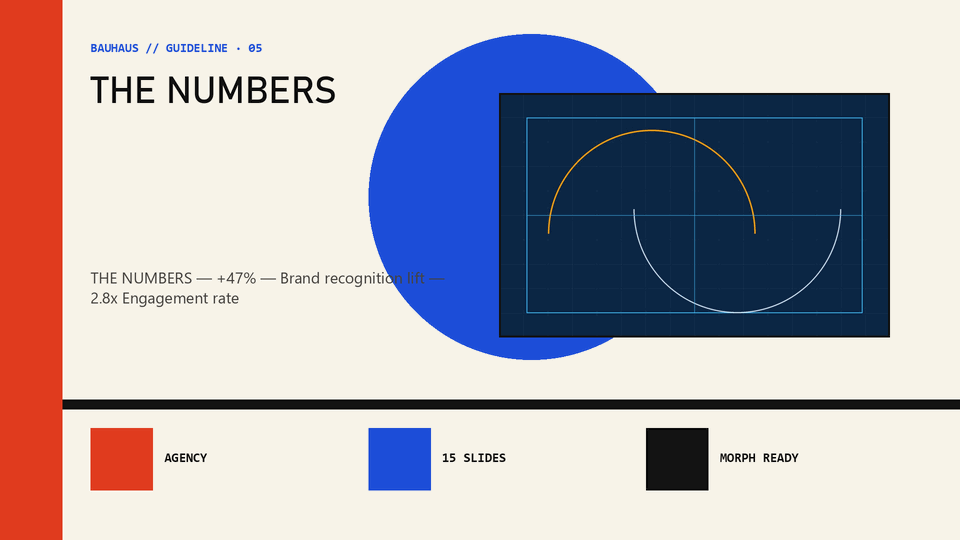 BAUHAUS // GUIDELINE · 05
THE NUMBERS
THE NUMBERS — +47% — Brand recognition lift —
2.8x Engagement rate
AGENCY
15 SLIDES
MORPH READY